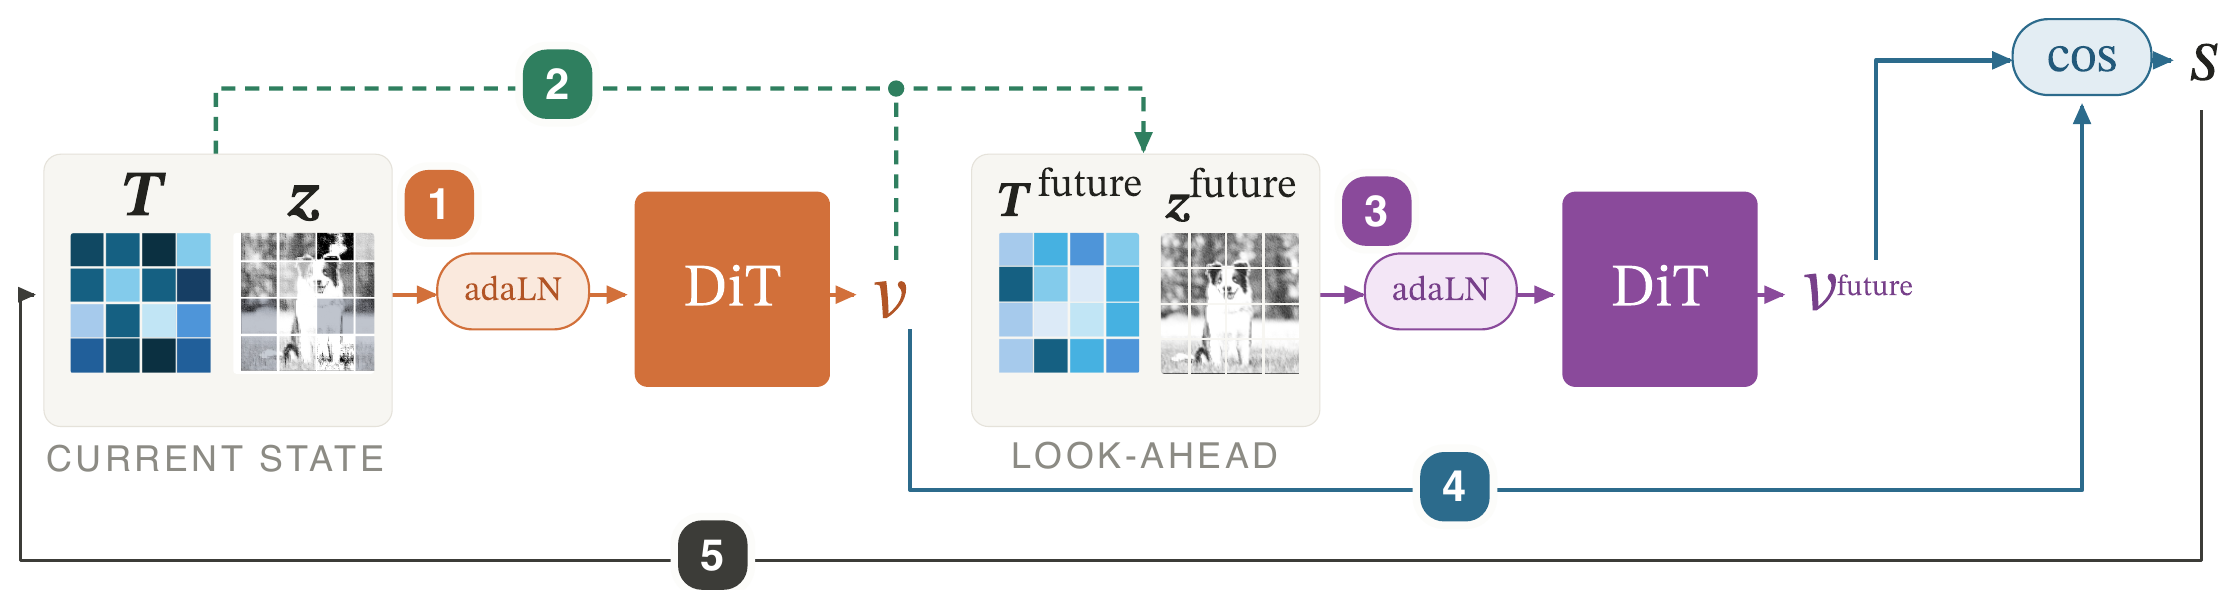 2
cos
S
T
z
1
adaLN
DiT
v
T future
z future
3
adaLN
DiT
v future
CURRENT STATE
LOOK-AHEAD
4
5